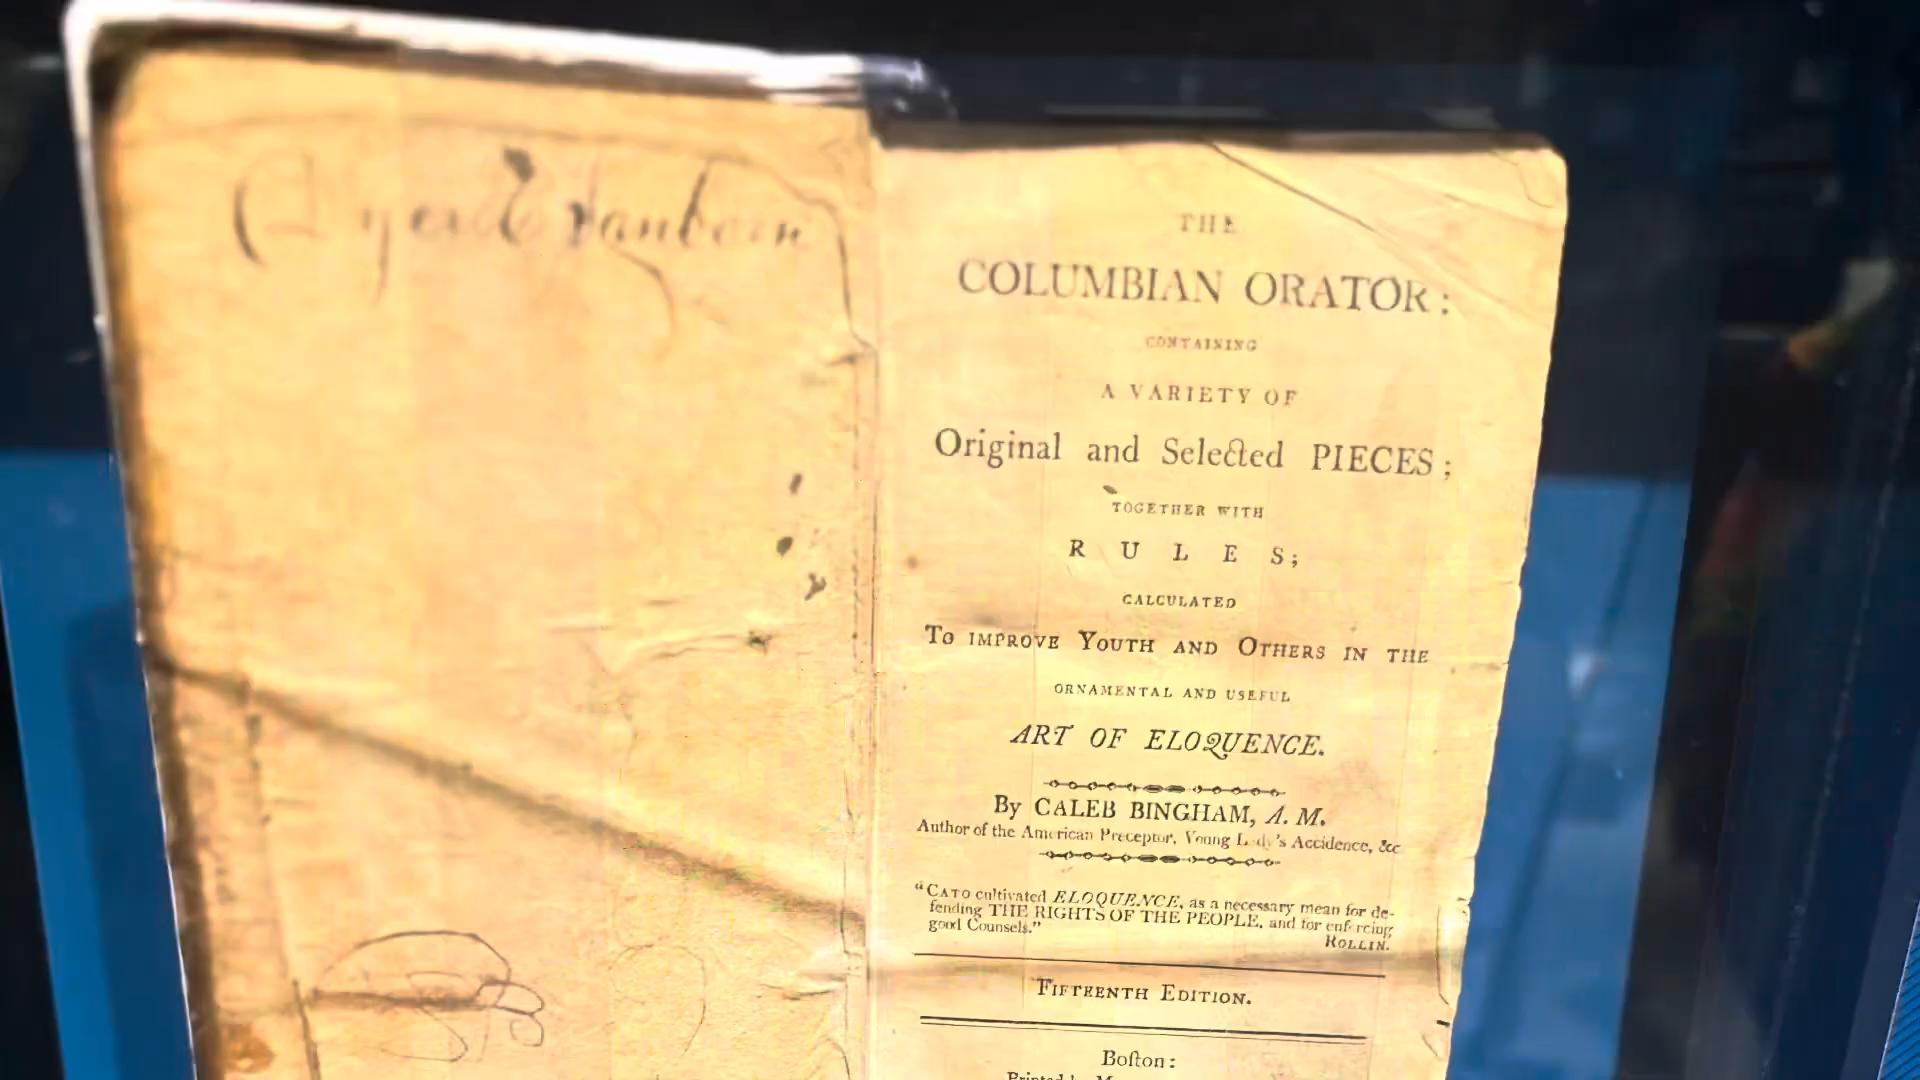 Dyer
THE
COLUMBIAN ORATOR:
CONTAINING
A VARIETY OF
Original and Selected PIECES;
TOGETHER WITH
RULES;
CALCULATED
TO IMPROVE YOUTH AND OTHERS IN THE
ORNAMENTAL AND USEFUL
ART OF ELOQUENCE.
By CALEB BINGHAM, A. M.
Author of the American Preceptor, Young Lady's Accidence, &c
"CATO cultivated ELOQUENCE, as a necessary mean for de-
fending THE RIGHTS OF THE PEOPLE, and for enforcing
good Counsels."
ROLLIN.
FIFTEENTH EDITION.
Boſton:
Printed